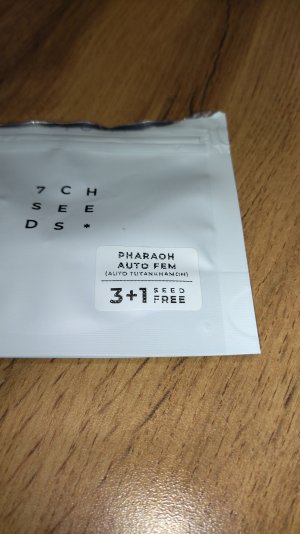 7 C H
S E E
D S *
PHARAOH
AUTO FEM
(AUTO TUTANKHAMON)
3+1 SEED
FREE